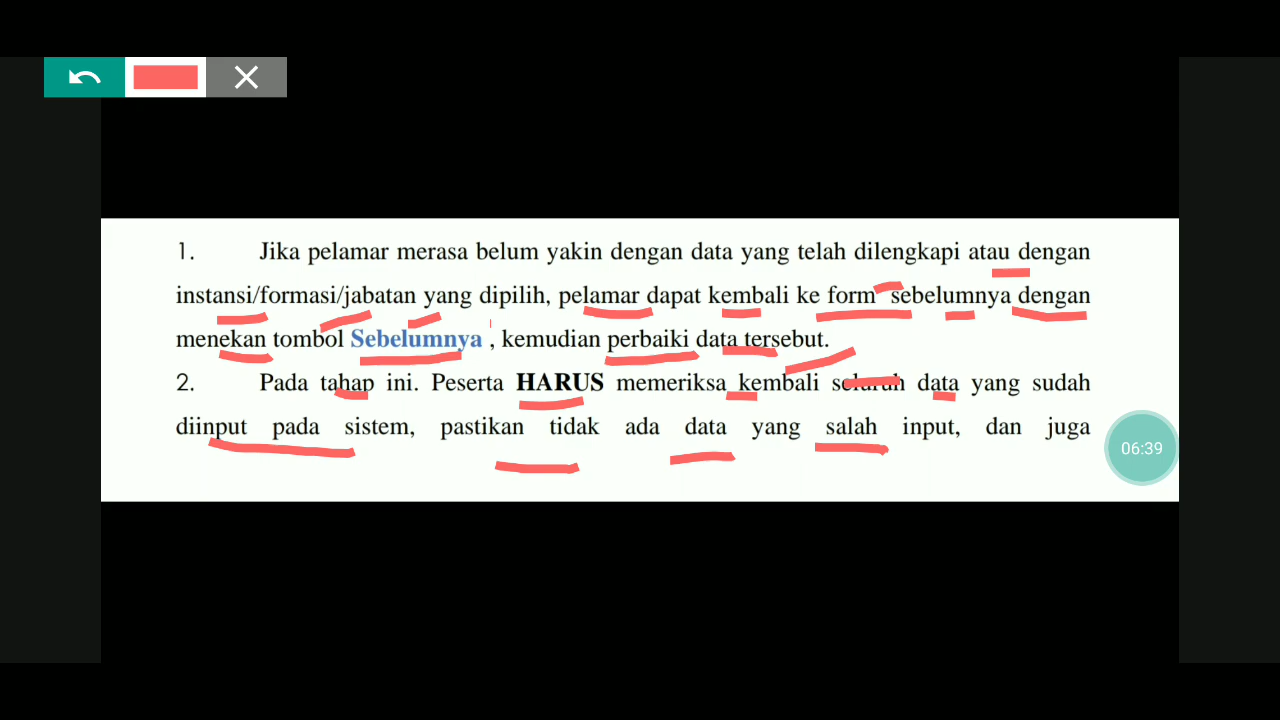 1. Jika pelamar merasa belum yakin dengan data yang telah dilengkapi atau dengan
instansi/formasi/jabatan yang dipilih, pelamar dapat kembali ke form sebelumnya dengan
menekan tombol Sebelumnya , kemudian perbaiki data tersebut.
2. Pada tahap ini. Peserta HARUS memeriksa kembali seluruh data yang sudah
diinput pada sistem, pastikan tidak ada data yang salah input, dan juga
06:39